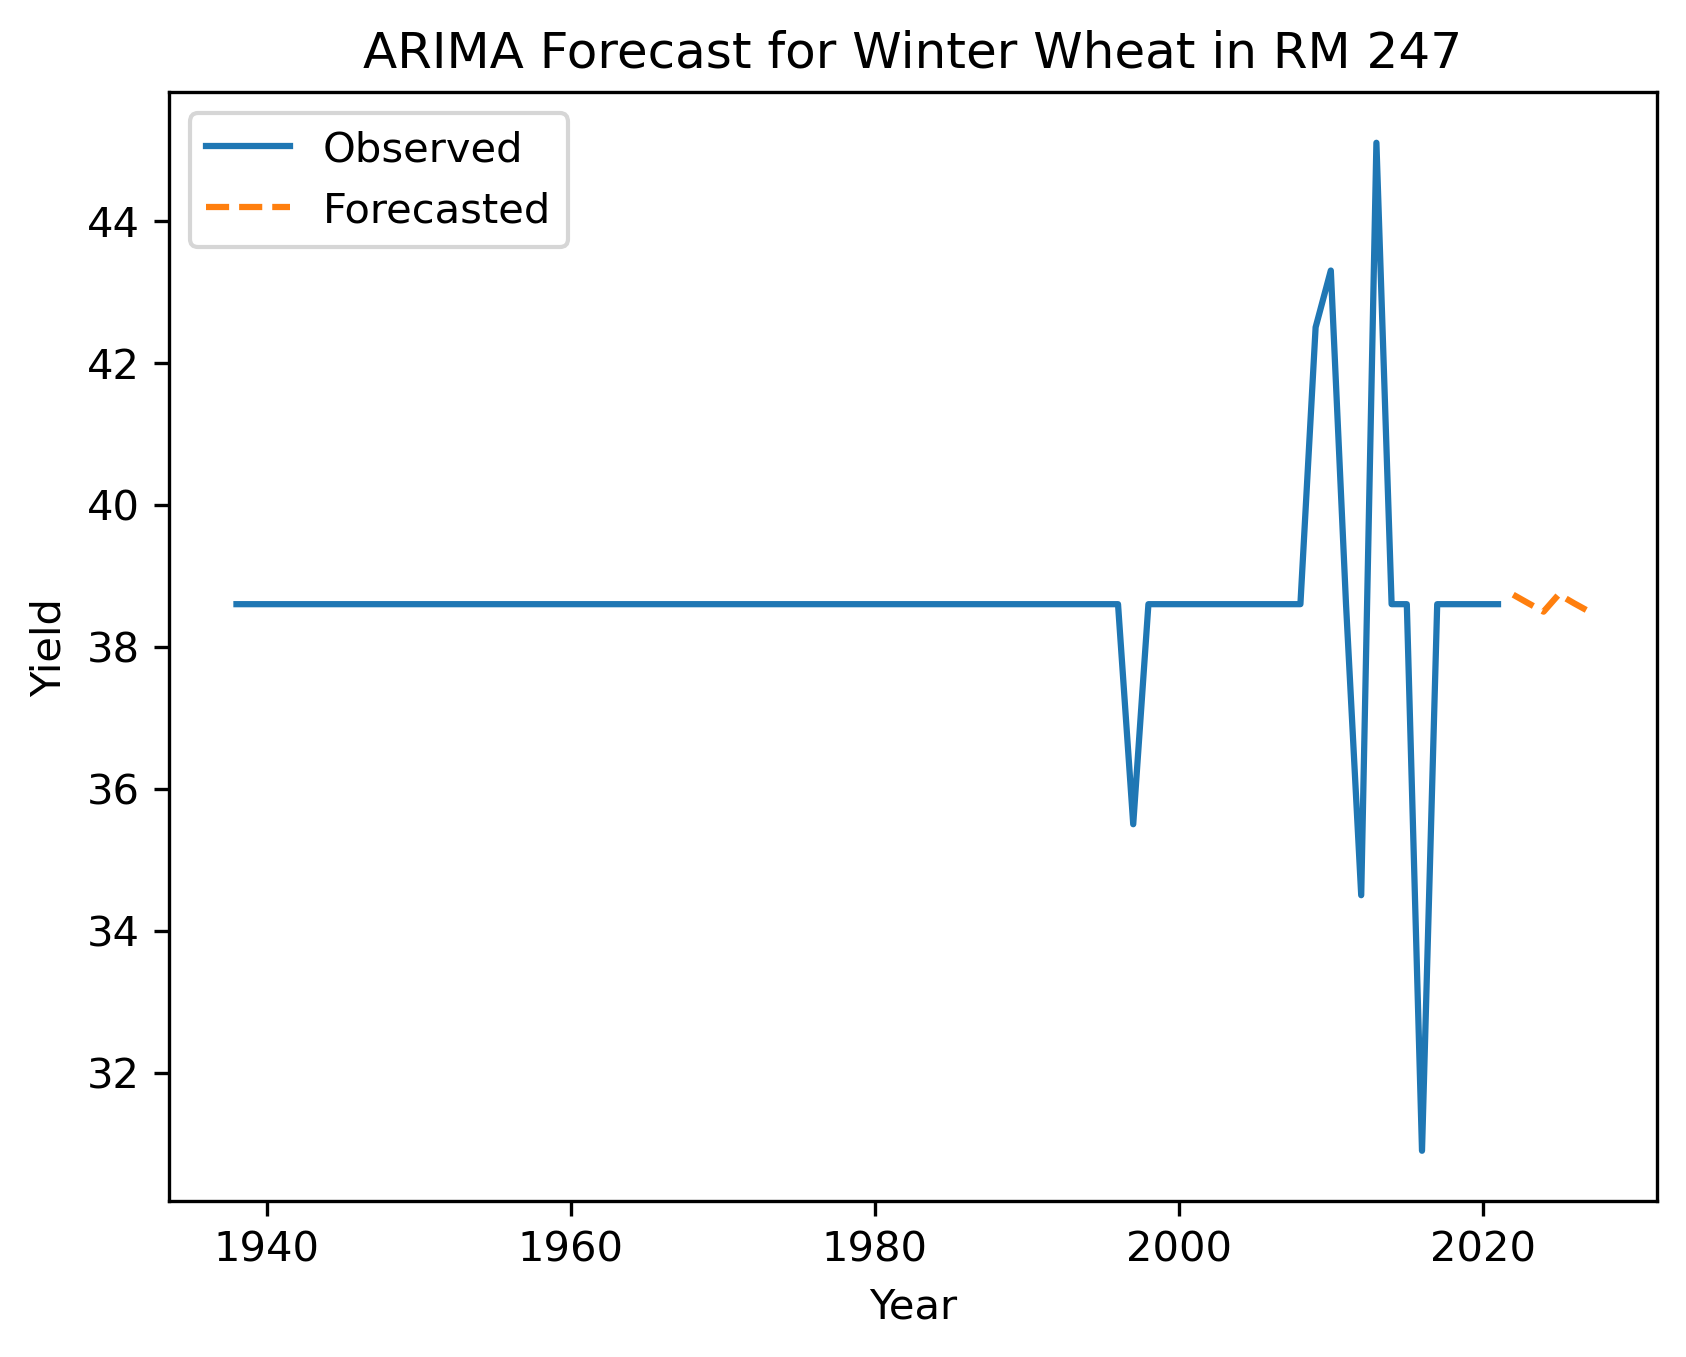 ARIMA Forecast for Winter Wheat in RM 247
Observed
Forecasted
44
42
40
38
36
34
32
Yield
1940 1960 1980 2000 2020
Year